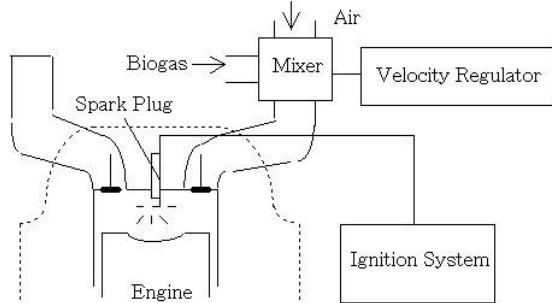 Air
Biogas
Mixer
Velocity Regulator
Spark Plug
Ignition System
Engine